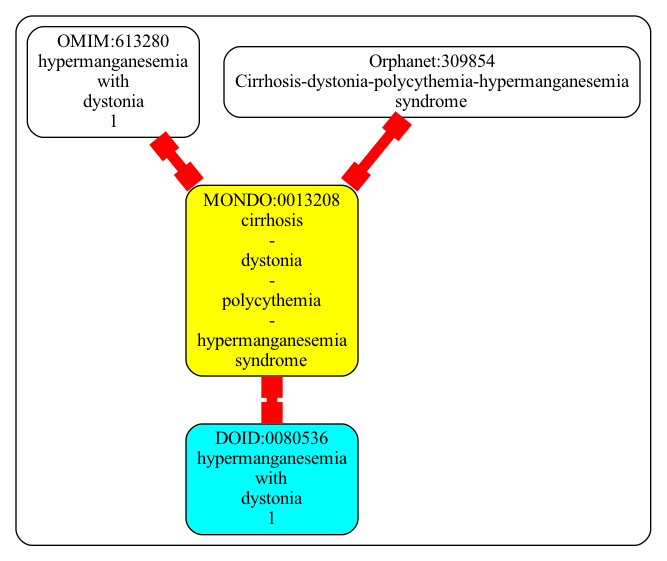 OMIM:613280
hypermanganesemia
with
dystonia
1
Orphanet:309854
Cirrhosis-dystonia-polycythemia-hypermanganesemia
syndrome
MONDO:0013208
cirrhosis
-
dystonia
-
polycythemia
-
hypermanganesemia
syndrome
DOID:0080536
hypermanganesemia
with
dystonia
1